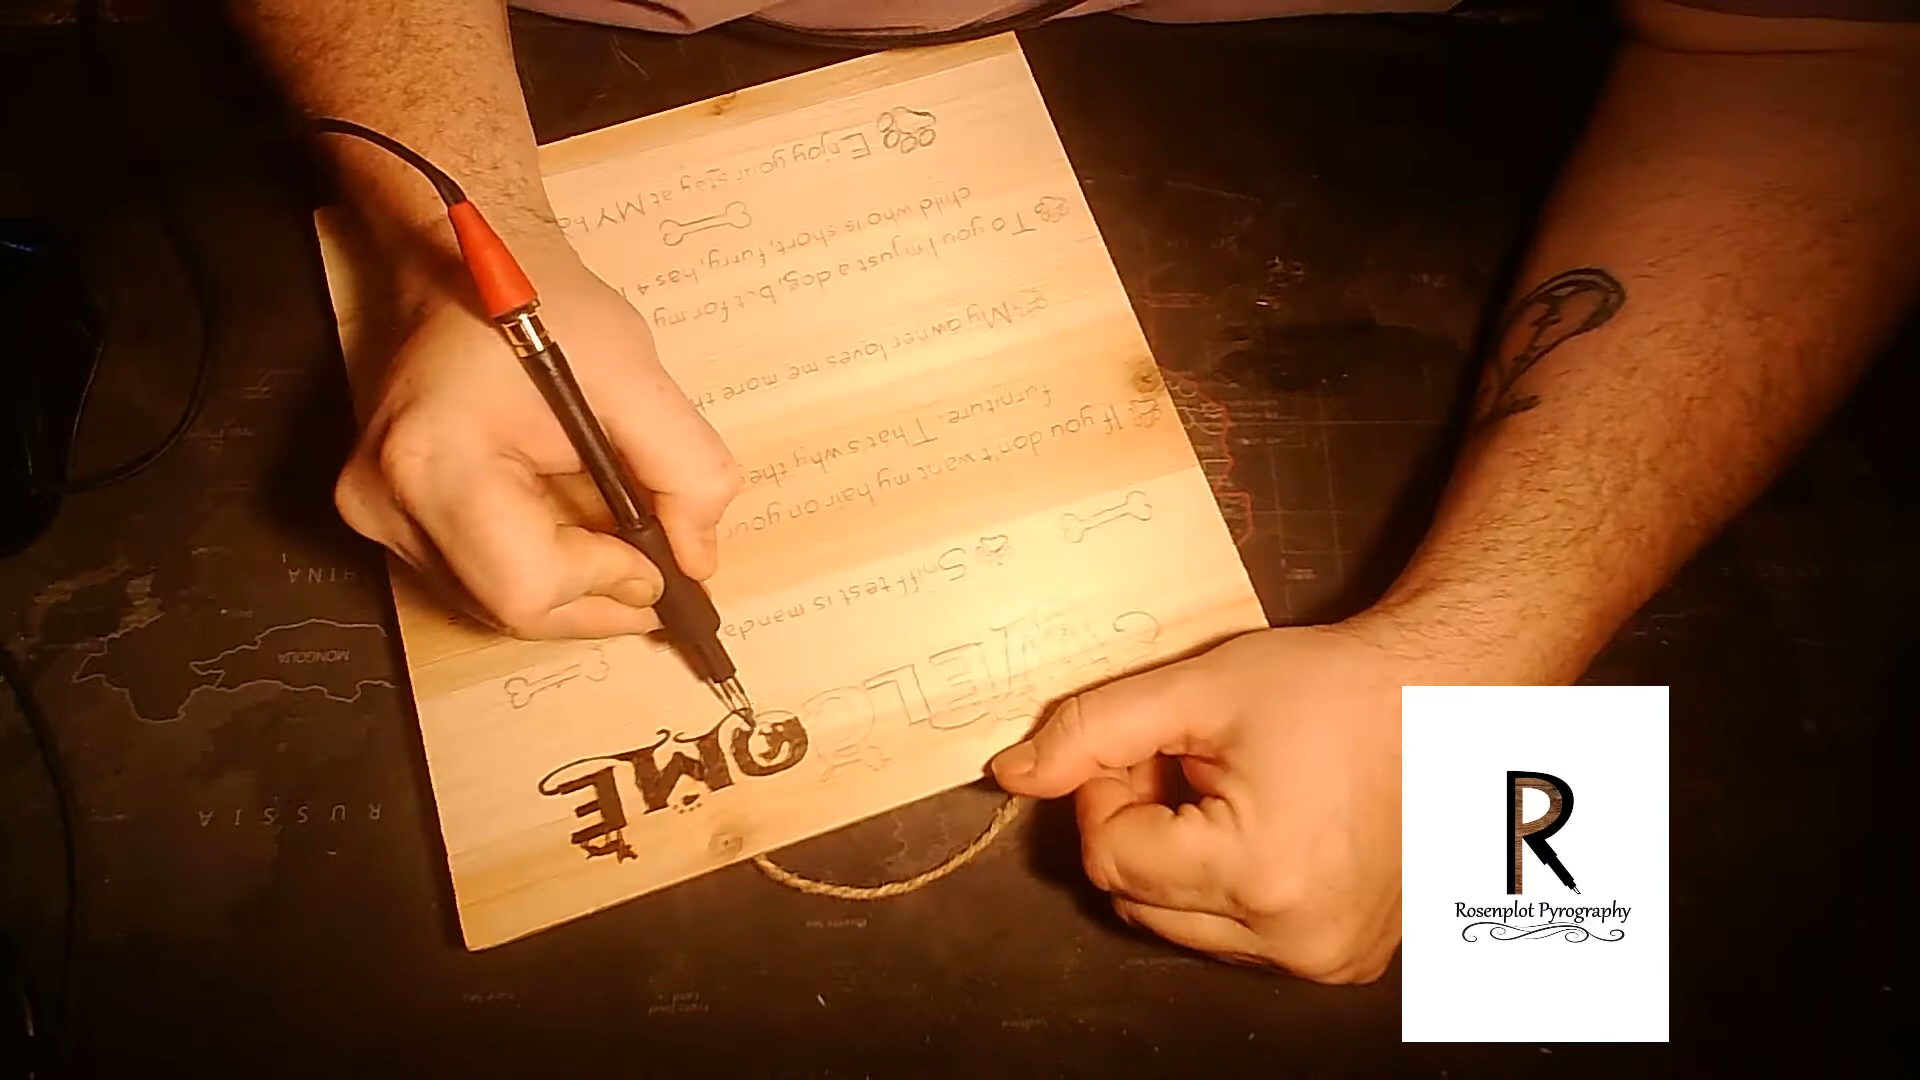 WELCOME
Sniff test is manda
If you don't want my hair on your
furniture. That's why the
My owner loves me more th
To you I'm just a dog, but for my
child who is short, furry, has 4
Enjoy your stay at MY ho
MONGOLIA
RUSSIA
R
Rosenplot Pyrography